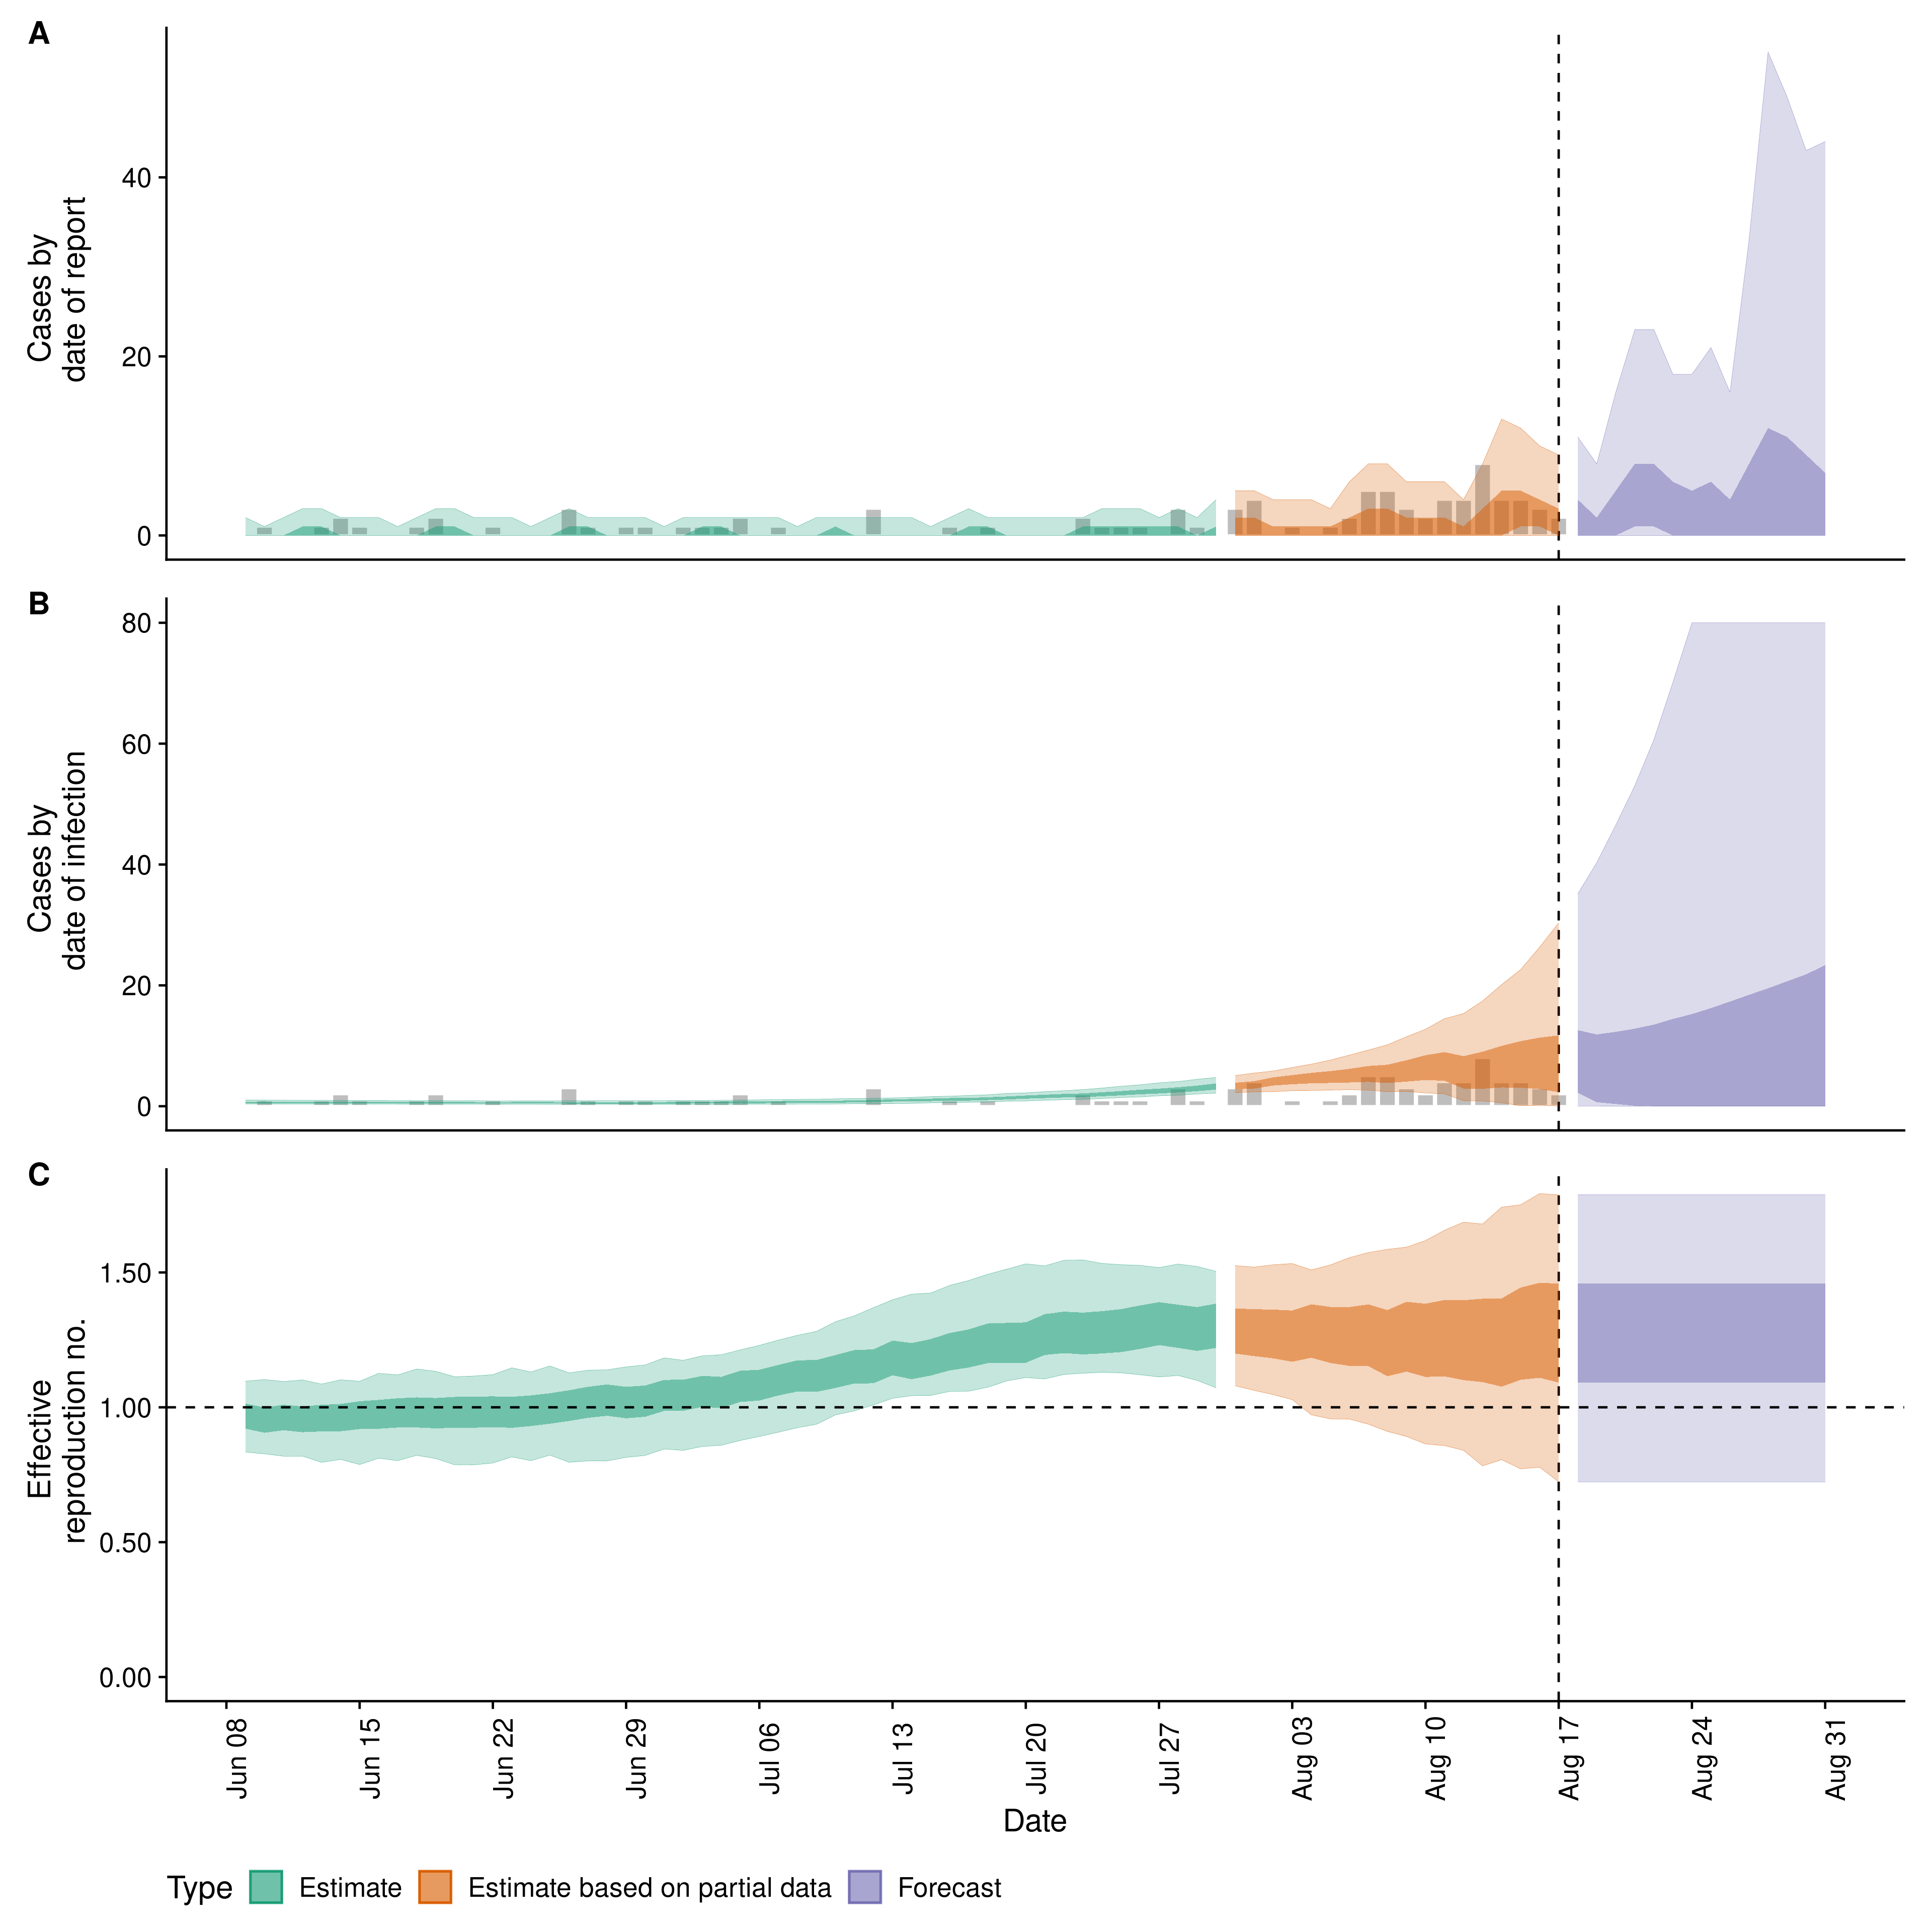 A
Cases by
date of report
40
20
0
B
Cases by
date of infection
80
60
40
20
0
C
Effective
reproduction no.
1.50
1.00
0.50
0.00
Jun 08
Jun 15
Jun 22
Jun 29
Jul 06
Jul 13
Jul 20
Jul 27
Aug 03
Aug 10
Aug 17
Aug 24
Aug 31
Date
Type Estimate Estimate based on partial data Forecast